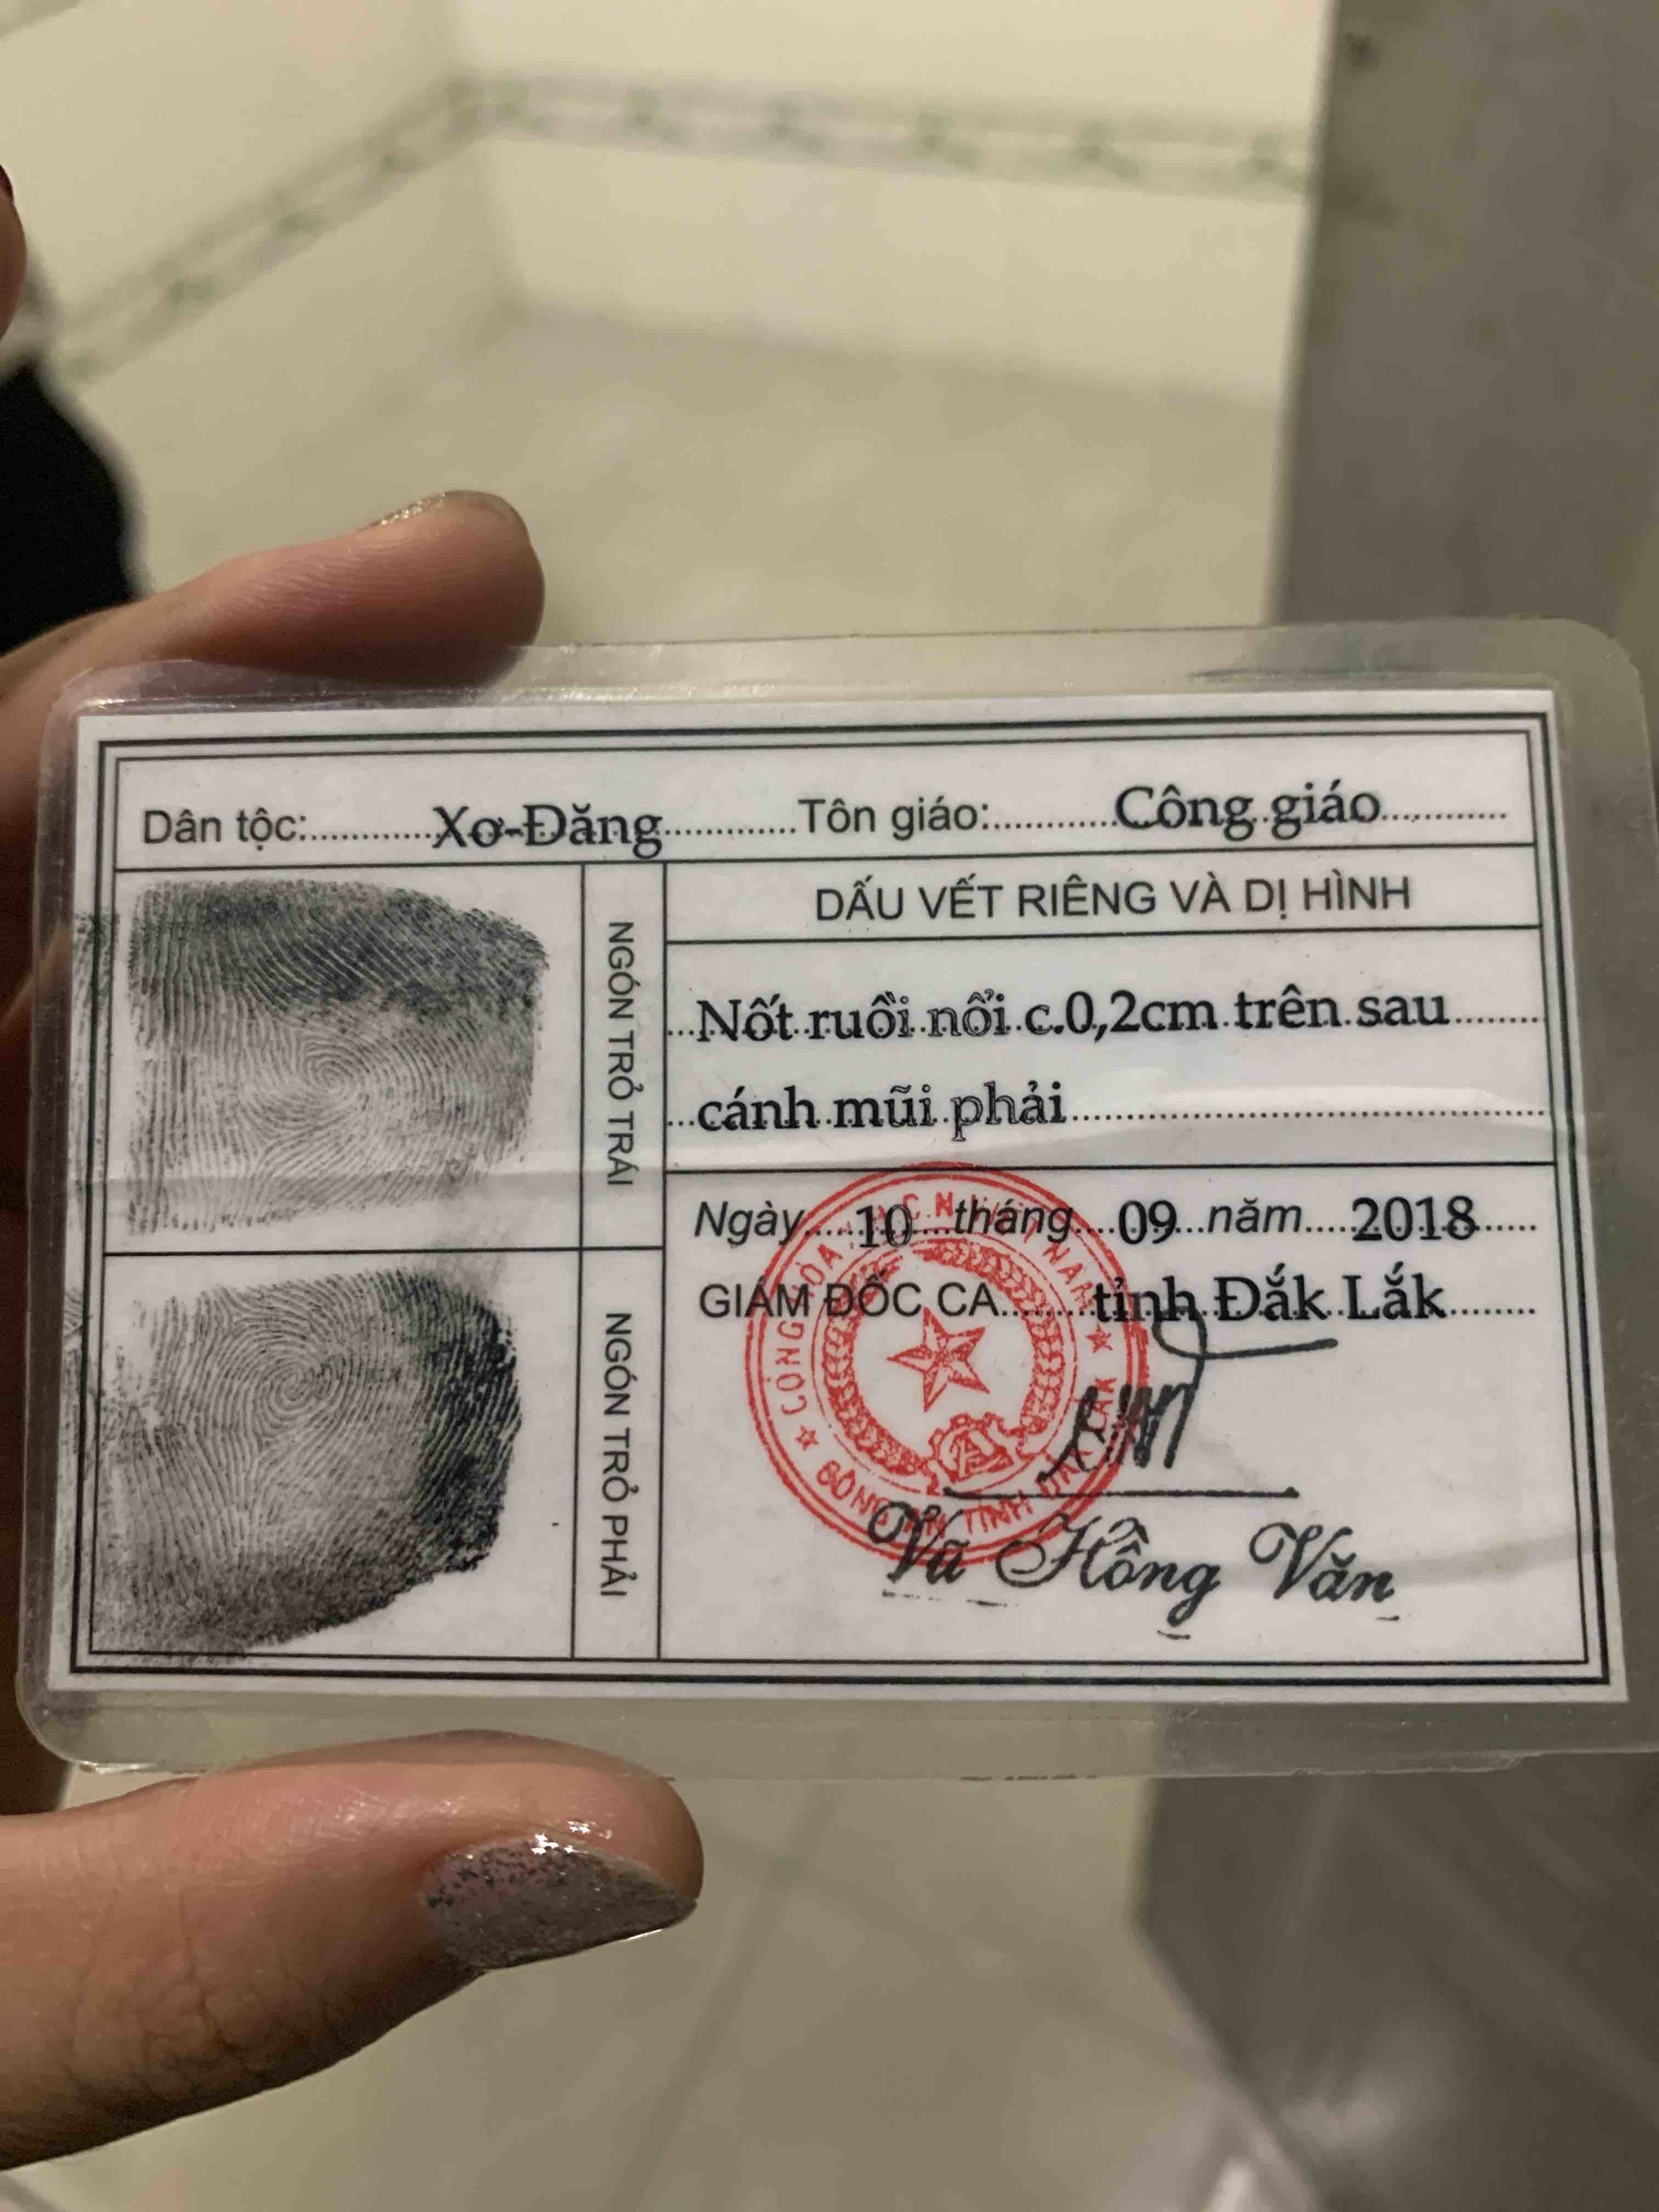 Dân tộc: Xơ-Đăng Tôn giáo: Công giáo
NGÓN TRỎ TRÁI
DẤU VẾT RIÊNG VÀ DỊ HÌNH
Nốt ruồi nổi c.0,2cm trên sau
cánh mũi phải
NGÓN TRỎ PHẢI
Ngày 10 tháng 09 năm 2018
GIÁM ĐỐC CA tỉnh Đắk Lắk
Hồng Văn